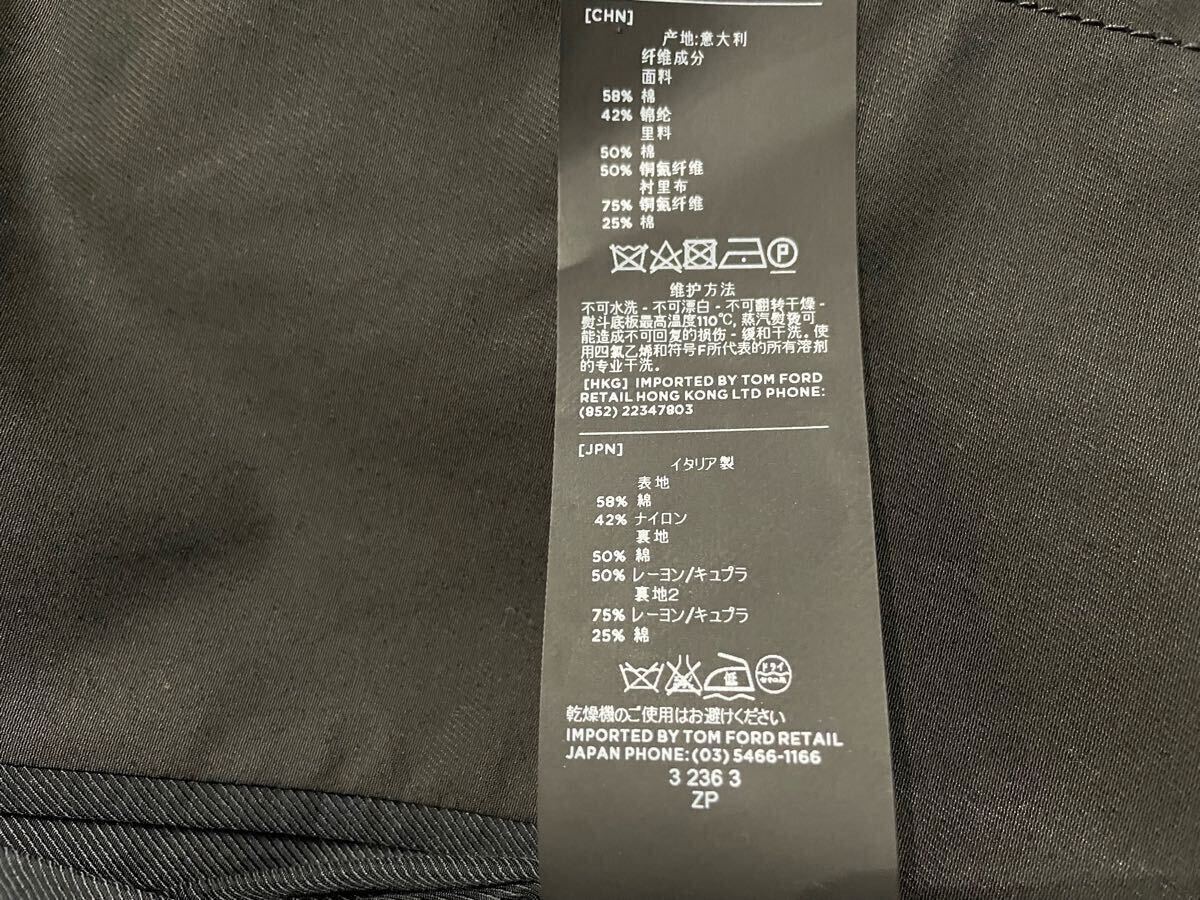 [CHN]
产地:意大利
纤维成分
面料
58% 棉
42% 锦纶
里料
50% 棉
50% 铜氨纤维
衬里布
75% 铜氨纤维
25% 棉
P
维护方法
不可水洗 - 不可漂白 - 不可翻转干燥 -
熨斗底板最高温度110℃, 蒸汽熨烫可
能造成不可回复的损伤 - 缓和干洗。使
用四氯乙烯和符号F所代表的所有溶剂
的专业干洗。
[HKG] IMPORTED BY TOM FORD
RETAIL HONG KONG LTD PHONE:
(852) 22347803
[JPN]
イタリア製
表地
58% 綿
42% ナイロン
裏地
50% 綿
50% レーヨン/キュプラ
裏地2
75% レーヨン/キュプラ
25% 綿
低
ドライ
セキユ系
乾燥機のご使用はお避けください
IMPORTED BY TOM FORD RETAIL
JAPAN PHONE: (03) 5466-1166
3 236 3
ZP